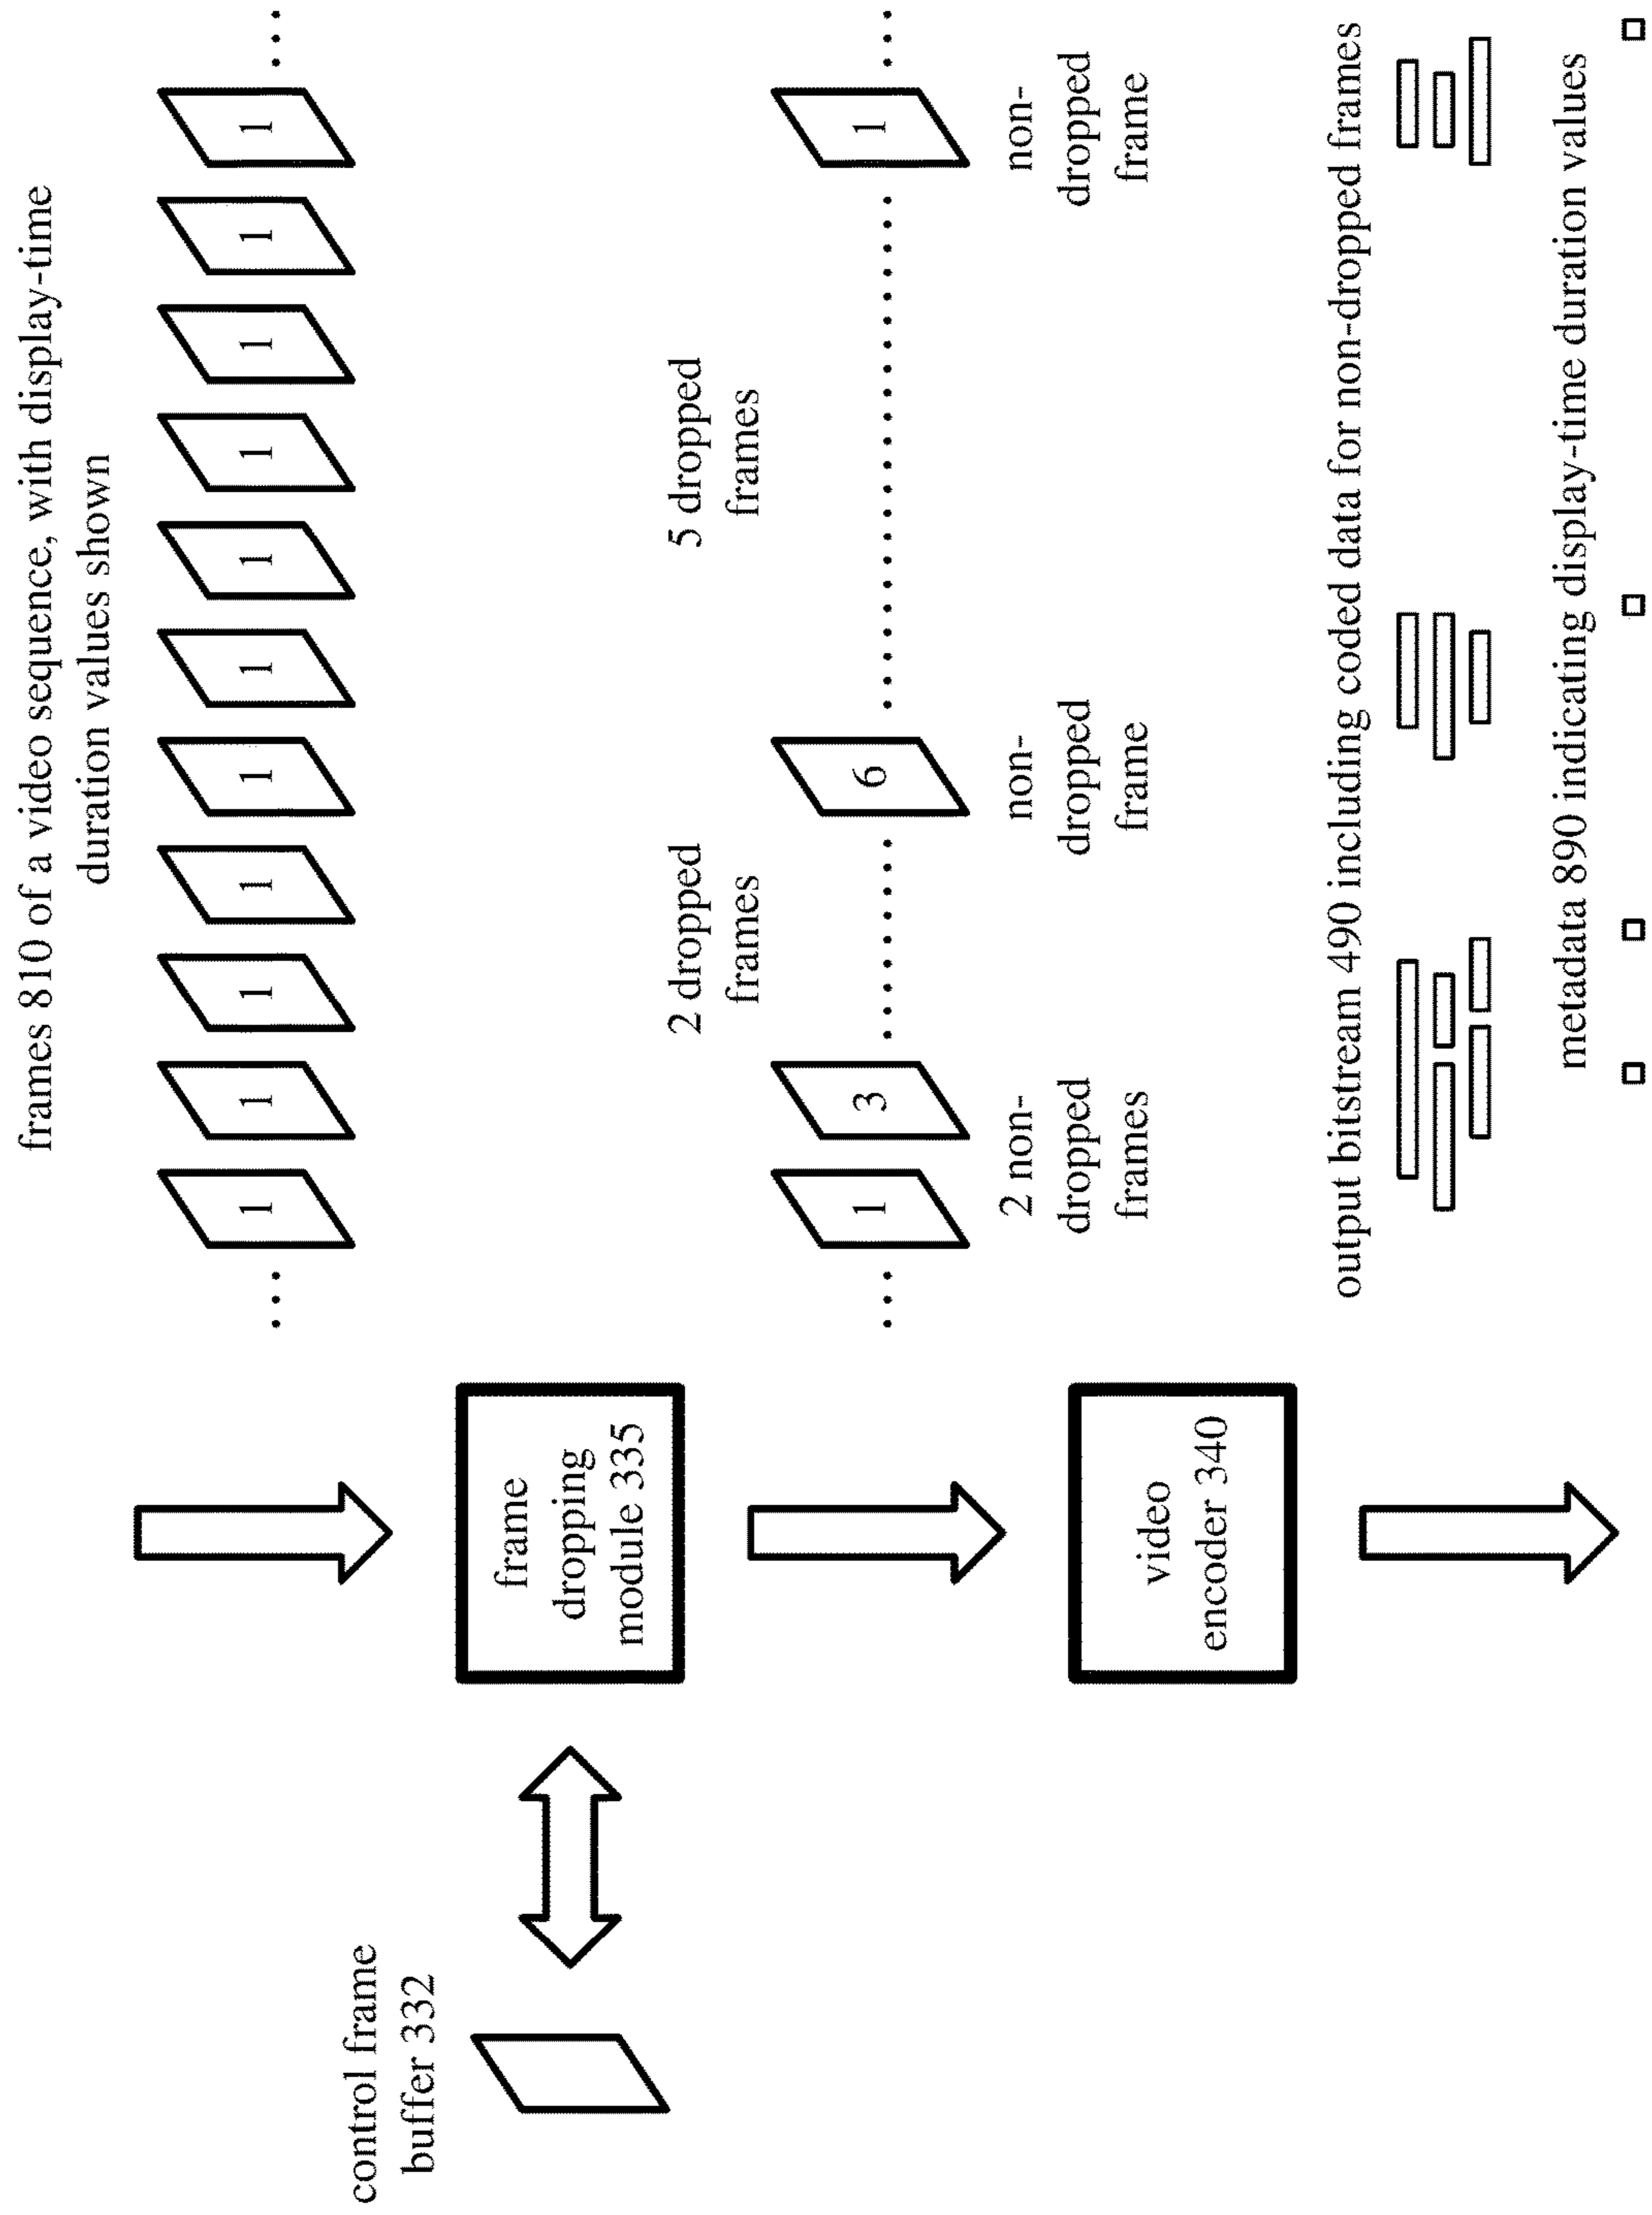 frames 810 of a video sequence, with display-time
duration values shown
1 1 1 1 1 1 1 1 1 1 1
control frame
buffer 332
frame
dropping
module 335
2 dropped
frames
5 dropped
frames
1 3 6 1
2 non-
dropped
frames
non-
dropped
frame
non-
dropped
frame
video
encoder 340
output bitstream 490 including coded data for non-dropped frames
metadata 890 indicating display-time duration values